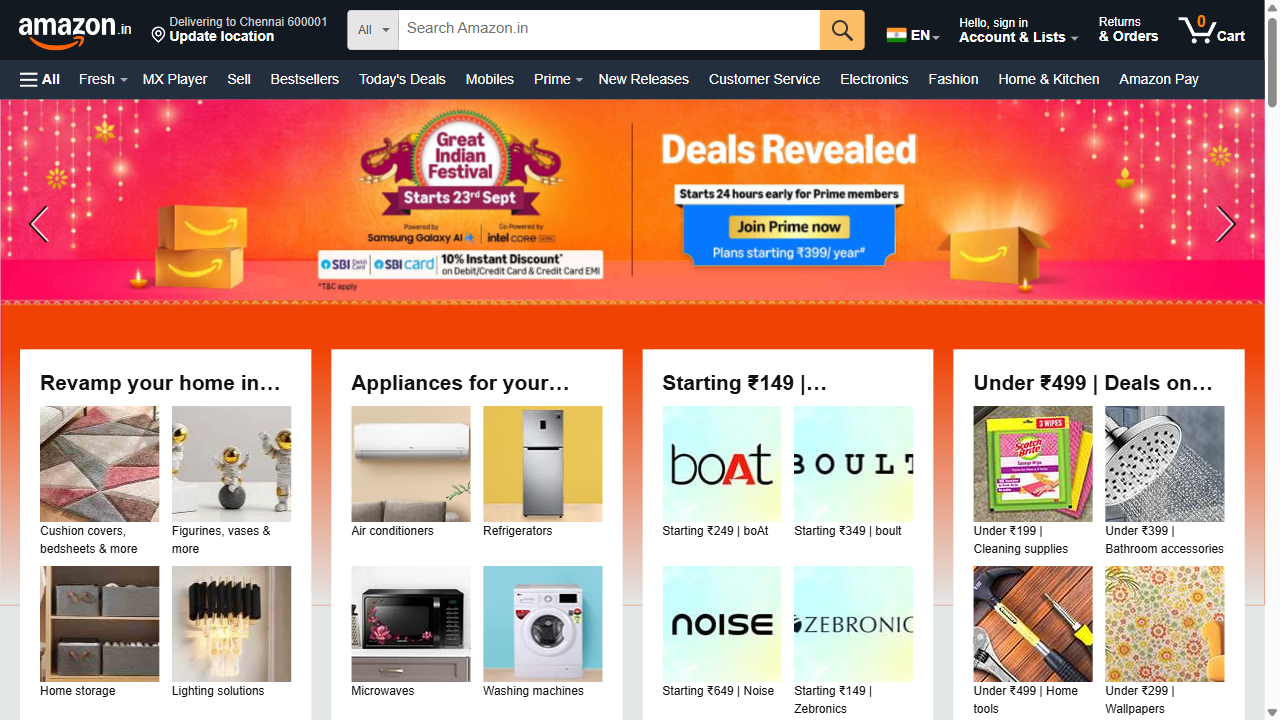 amazon.in
Delivering to Chennai 600001
Update location
All
Search Amazon.in
EN
Hello, sign in
Account & Lists
Returns
& Orders
0
Cart
All
Fresh
MX Player
Sell
Bestsellers
Today's Deals
Mobiles
Prime
New Releases
Customer Service
Electronics
Fashion
Home & Kitchen
Amazon Pay
Great
Indian
Festival
Starts 23rd Sept
Powered by
Samsung Galaxy AI
Co-Powered by
intel CORE ULTRA
SBI Debit Card
SBI card
10% Instant Discount*
on Debit/Credit Card & Credit Card EMI
*T&C apply
Deals Revealed
Starts 24 hours early for Prime members
Join Prime now
Plans starting ₹399/ year#
Revamp your home in…
Cushion covers,
bedsheets & more
Figurines, vases &
more
Home storage
Lighting solutions
Appliances for your…
Air conditioners
Refrigerators
Microwaves
Washing machines
Starting ₹149 |…
boAt
BOULT
Starting ₹249 | boAt
Starting ₹349 | boult
NOISE
ZEBRONIC
Starting ₹649 | Noise
Starting ₹149 |
Zebronics
Under ₹499 | Deals on…
3 WIPES
Scotch
Brite
Under ₹199 |
Cleaning supplies
Under ₹399 |
Bathroom accessories
Under ₹499 | Home
tools
Under ₹299 |
Wallpapers